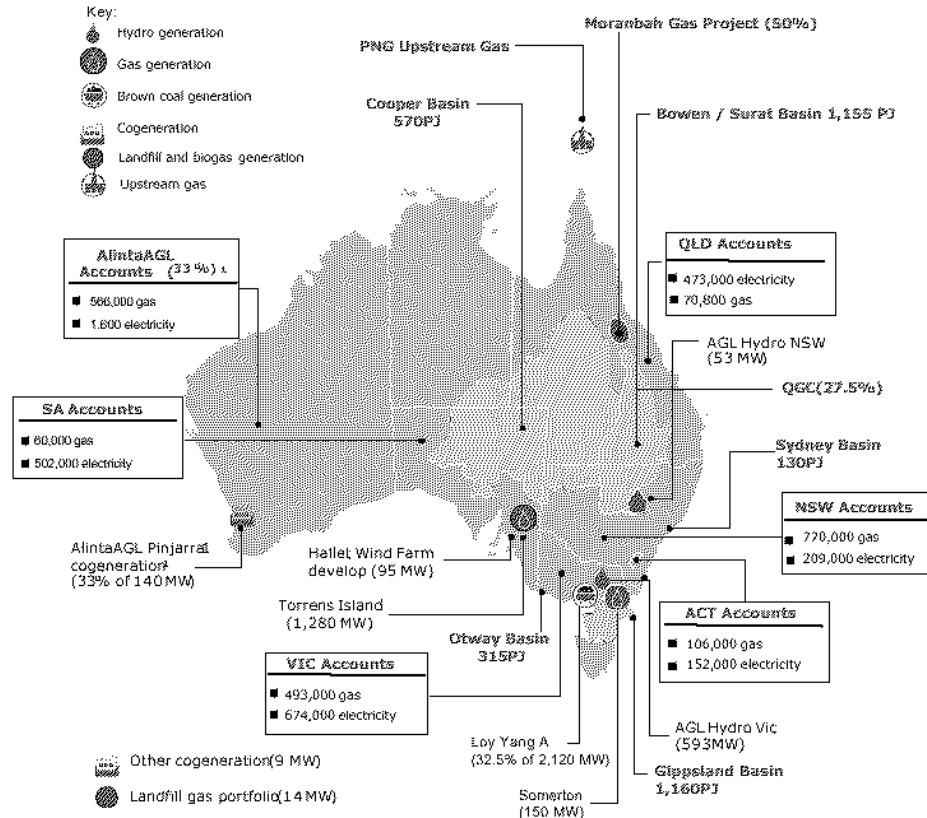 Key:
Hydro generation
Gas generation
Brown coal generation
Cogeneration
Landfill and biogas generation
Upstream gas
Moranbah Gas Project (50%)
PNG Upstream Gas
Cooper Basin
570PJ
Bowen / Surat Basin 1,155 PJ
AlintaAGL
Accounts (33%) 1
566,000 gas
1,600 electricity
QLD Accounts
473,000 electricity
70,800 gas
AGL Hydro NSW
(53 MW)
QGC(27.5%)
SA Accounts
60,000 gas
502,000 electricity
Sydney Basin
130PJ
NSW Accounts
770,000 gas
209,000 electricity
AlintaAGL Pinjarra1
cogeneration
(33% of 140MW)
Hallet Wind Farm
develop (95 MW)
Torrens Island
(1,280 MW)
Otway Basin
315PJ
ACT Accounts
106,000 gas
152,000 electricity
VIC Accounts
493,000 gas
674,000 electricity
Loy Yang A
(32.5% of 2,120 MW)
AGL Hydro Vic
(593MW)
Gippsland Basin
1,160PJ
Somerton
(150 MW)
Other cogeneration(9 MW)
Landfill gas portfolio(14MW)